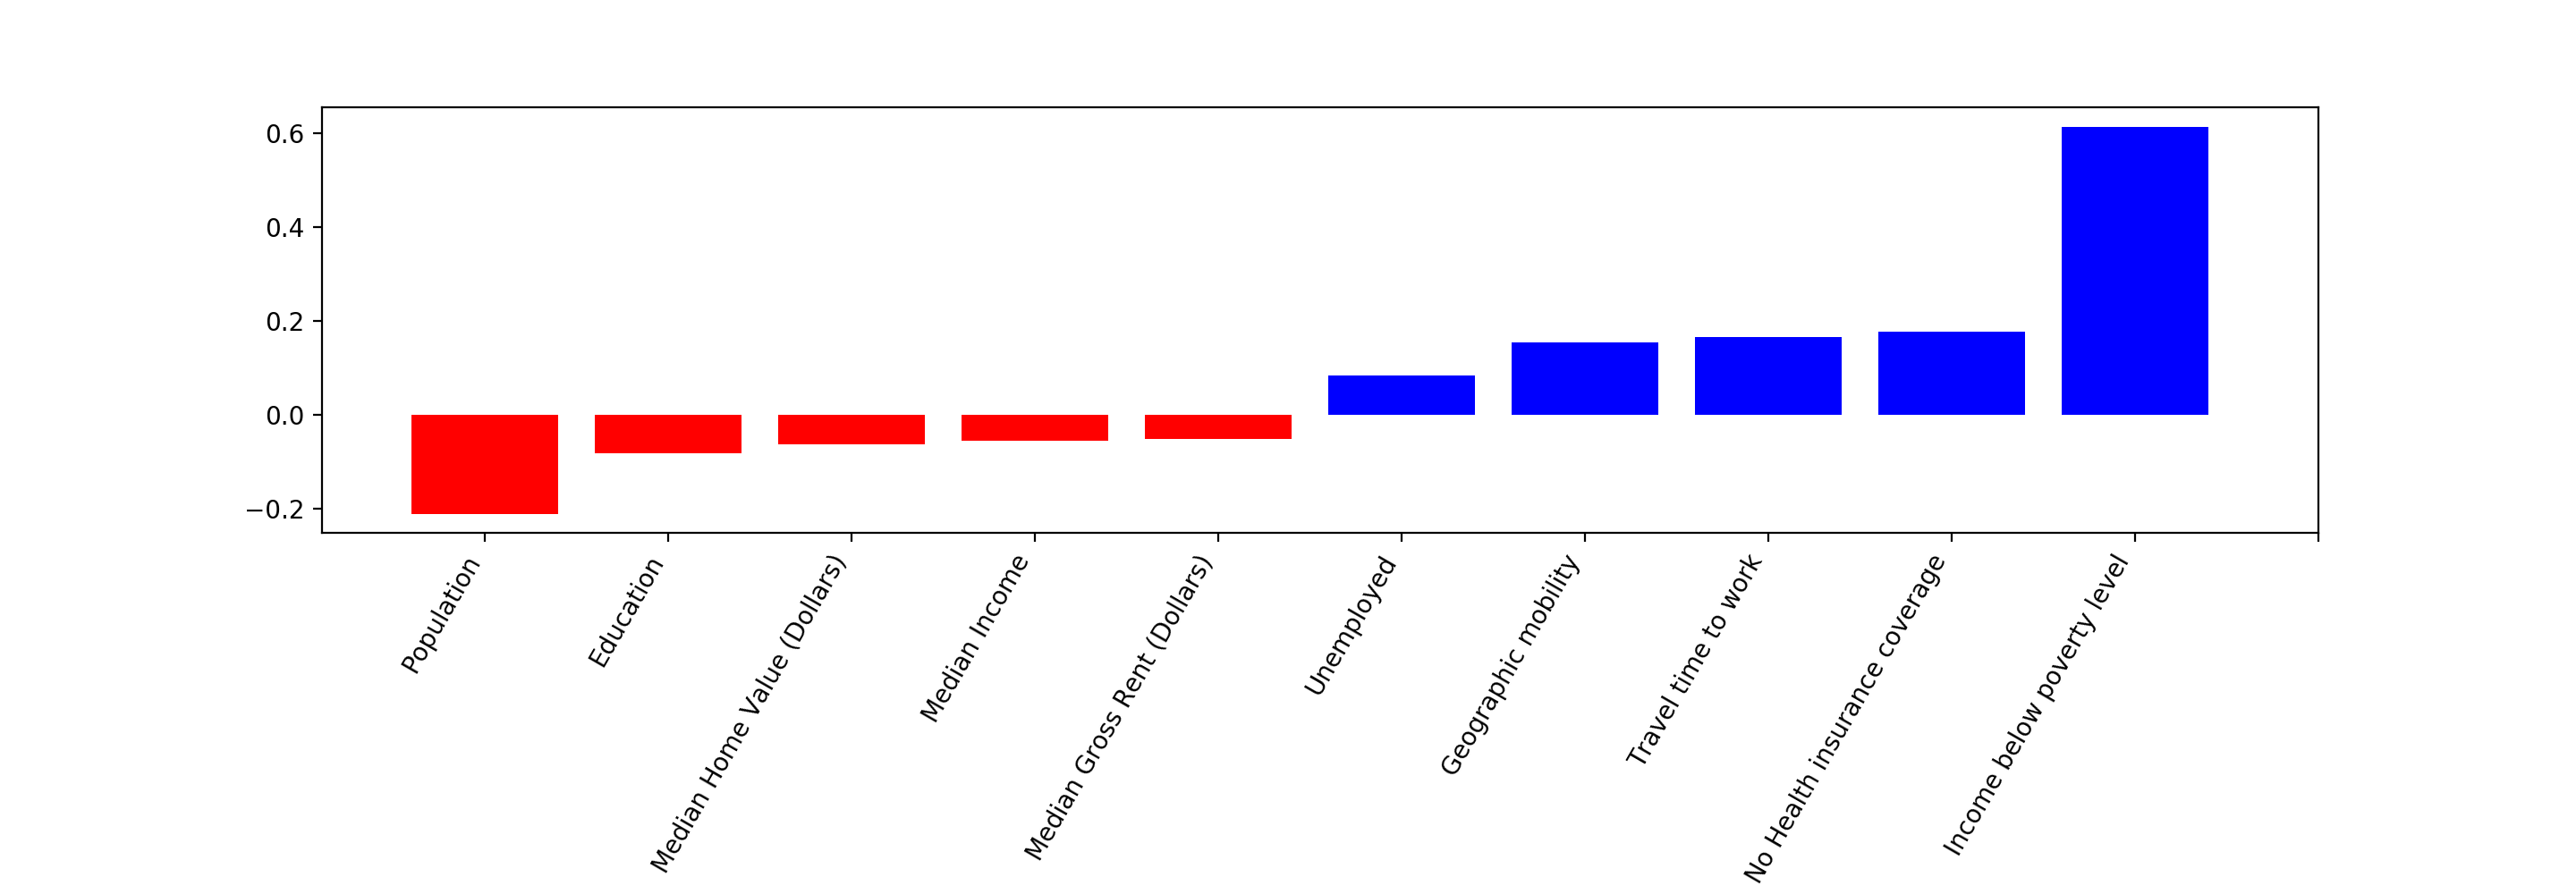 0.6
0.4
0.2
0.0
−0.2
Population
Education
Median Home Value (Dollars)
Median Income
Median Gross Rent (Dollars)
Unemployed
Geographic mobility
Travel time to work
No Health insurance coverage
Income below poverty level